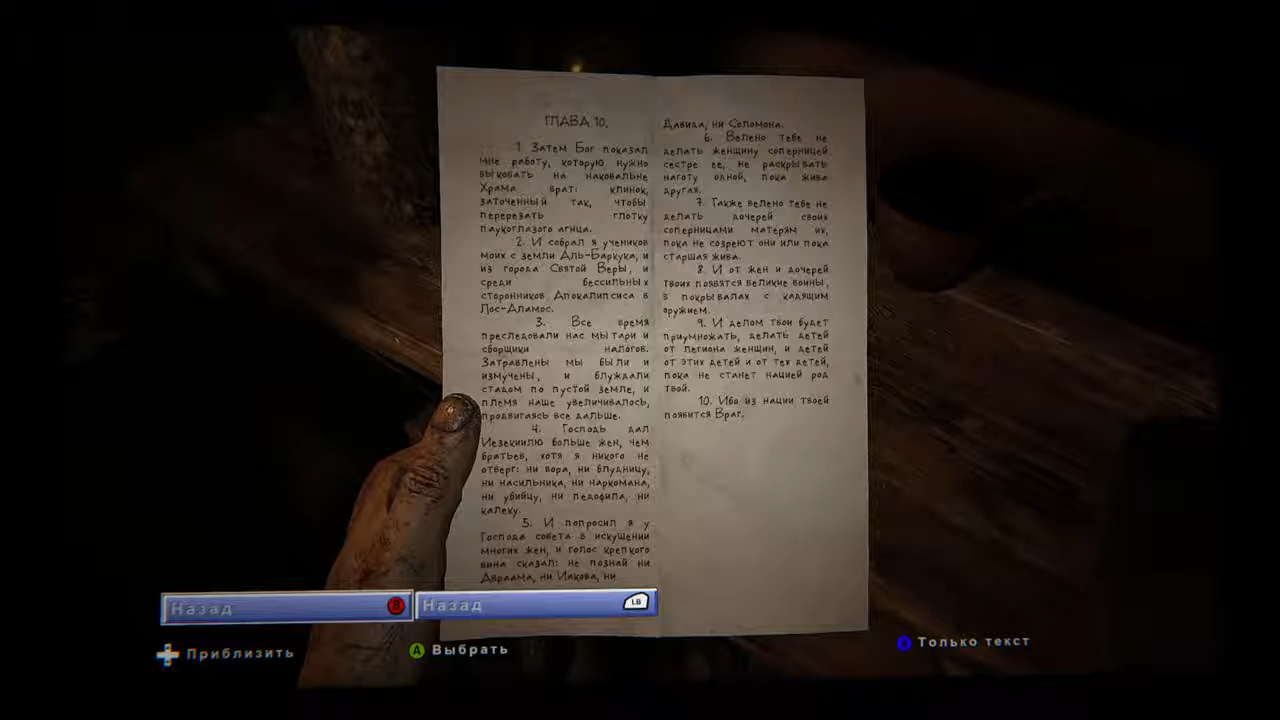 ГЛАВА 10.
1 Затем Бог показал
мне работу, которую нужно
выковать на наковальне
Храма врат: клинок,
заточенный так, чтобы
перерезать глотку
паукоглазого агнца.
2. И собрал я учеников
моих с земли Аль-Баркука, и
из города Святой Веры, и
среди бессильных
сторонников Апокалипсиса в
Лос-Аламос.
3. Все время
преследовали нас мытари и
сборщики налогов.
Затравлены мы были и
измучены, и блуждали
стадом по пустой земле, и
племя наше увеличивалось,
продвигаясь все дальше.
4. Господь дал
Иезекиилю больше жен, чем
братьев, хотя я никого не
отверг: ни вора, ни блудницу,
ни насильника, ни наркомана,
ни убийцу, ни педофила, ни
калеку.
5. И попросил я у
Господа совета в искушении
многих жен, и голос крепкого
вина сказал: не познай ни
Авраама, ни Иакова, ни
Давида, ни Соломона.
6. Велено тебе не
делать женщину соперницей
сестре ее, не раскрывать
наготу одной, пока жива
другая.
7. Также велено тебе не
делать дочерей своих
соперницами матерям их,
пока не созреют они или пока
старшая жива.
8. И от жен и дочерей
твоих появятся великие воины,
в покрывалах с кадящим
оружием.
9. И делом твои будет
приумножать, делать детей
от легиона женщин, и детей
от этих детей и от тех детей,
пока не станет нацией род
твой.
10. Ибо из нации твоей
появится Враг.
Назад B Назад LB
Приблизить A Выбрать Только текст